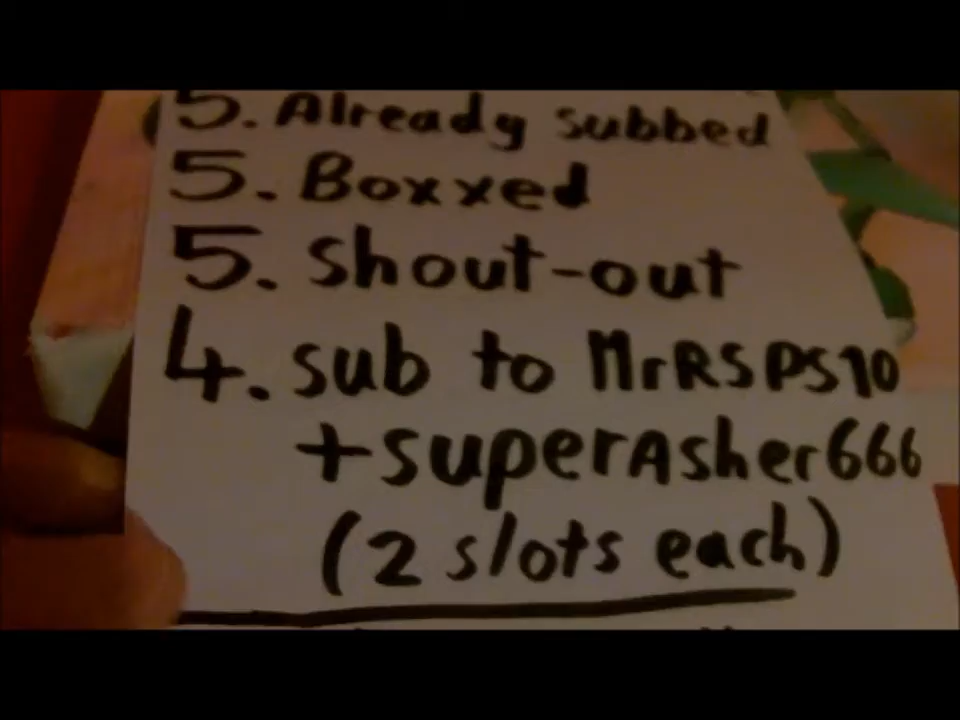 5. Already subbed
5. Boxxed
5. Shout-out
4. sub to MrRSPS10
+superAsher666
(2 slots each)